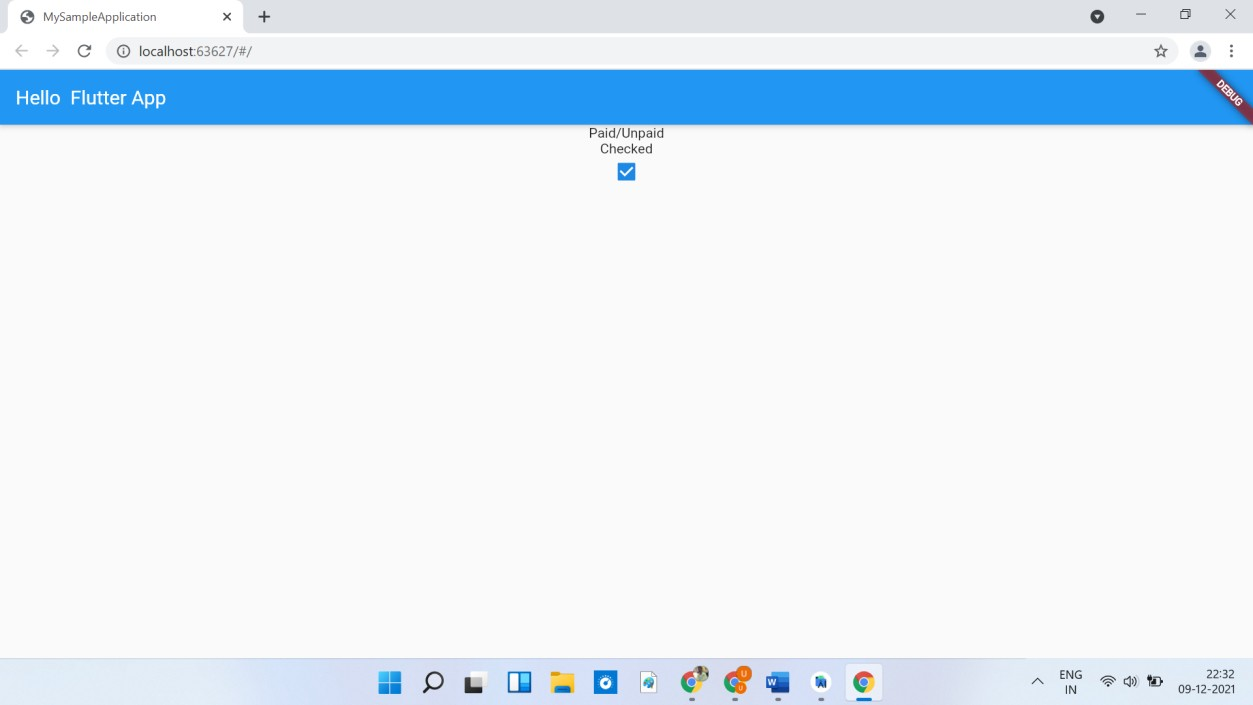 MySampleApplication
localhost:63627/#/
Hello  Flutter App
DEBUG
Paid/Unpaid
Checked
ENG
IN
22:32
09-12-2021